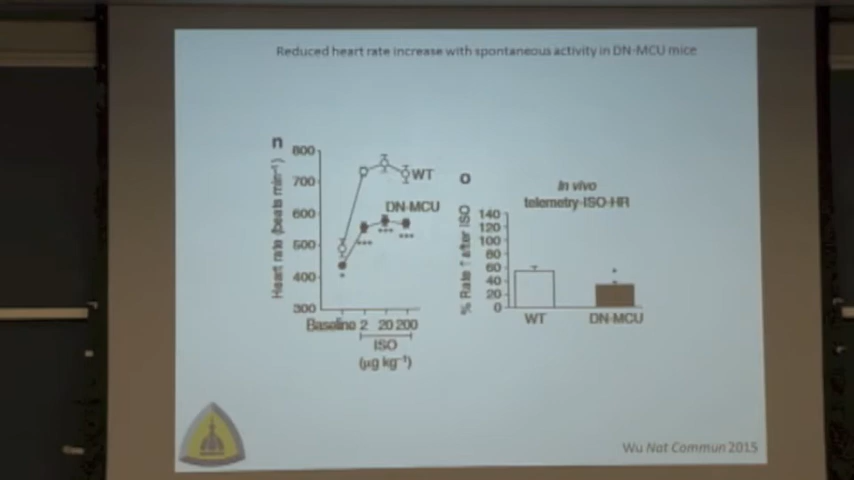 Reduced heart rate increase with spontaneous activity in DN-MCU mice
n
Heart rate (beats min⁻¹)
800
700
600
500
400
300
WT
DN-MCU
***
***
***
*
Baseline 2 20 200
ISO
(μg kg⁻¹)
o
In vivo
telemetry-ISO-HR
% Rate ↑ after ISO
140
120
100
80
60
40
20
0
*
WT
DN-MCU
Wu Nat Commun 2015